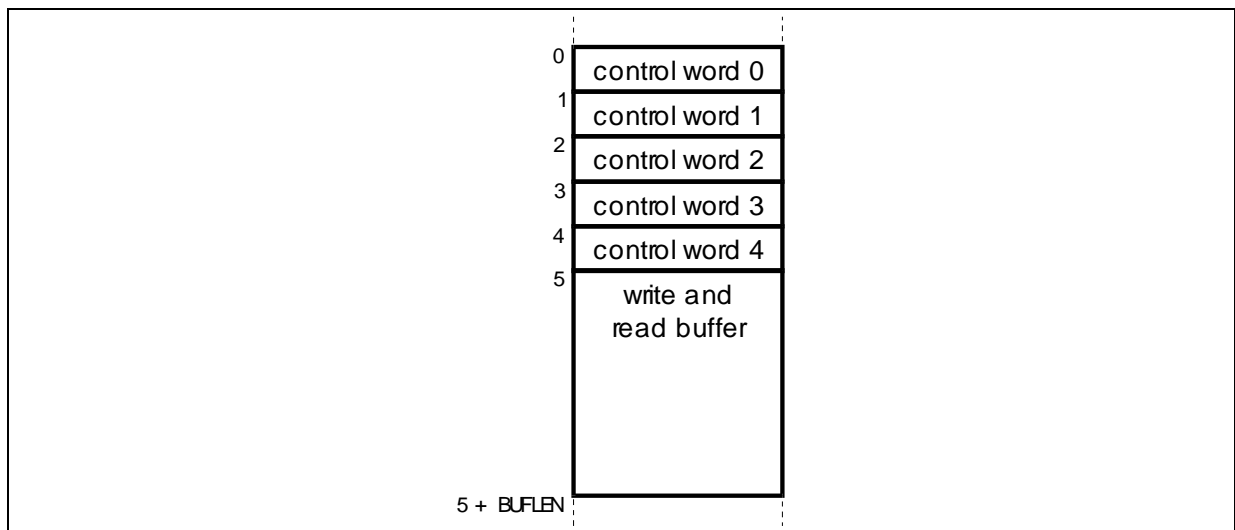 0
control word 0
1
control word 1
2
control word 2
3
control word 3
4
control word 4
5
write and
read buffer
5 + BUFLEN